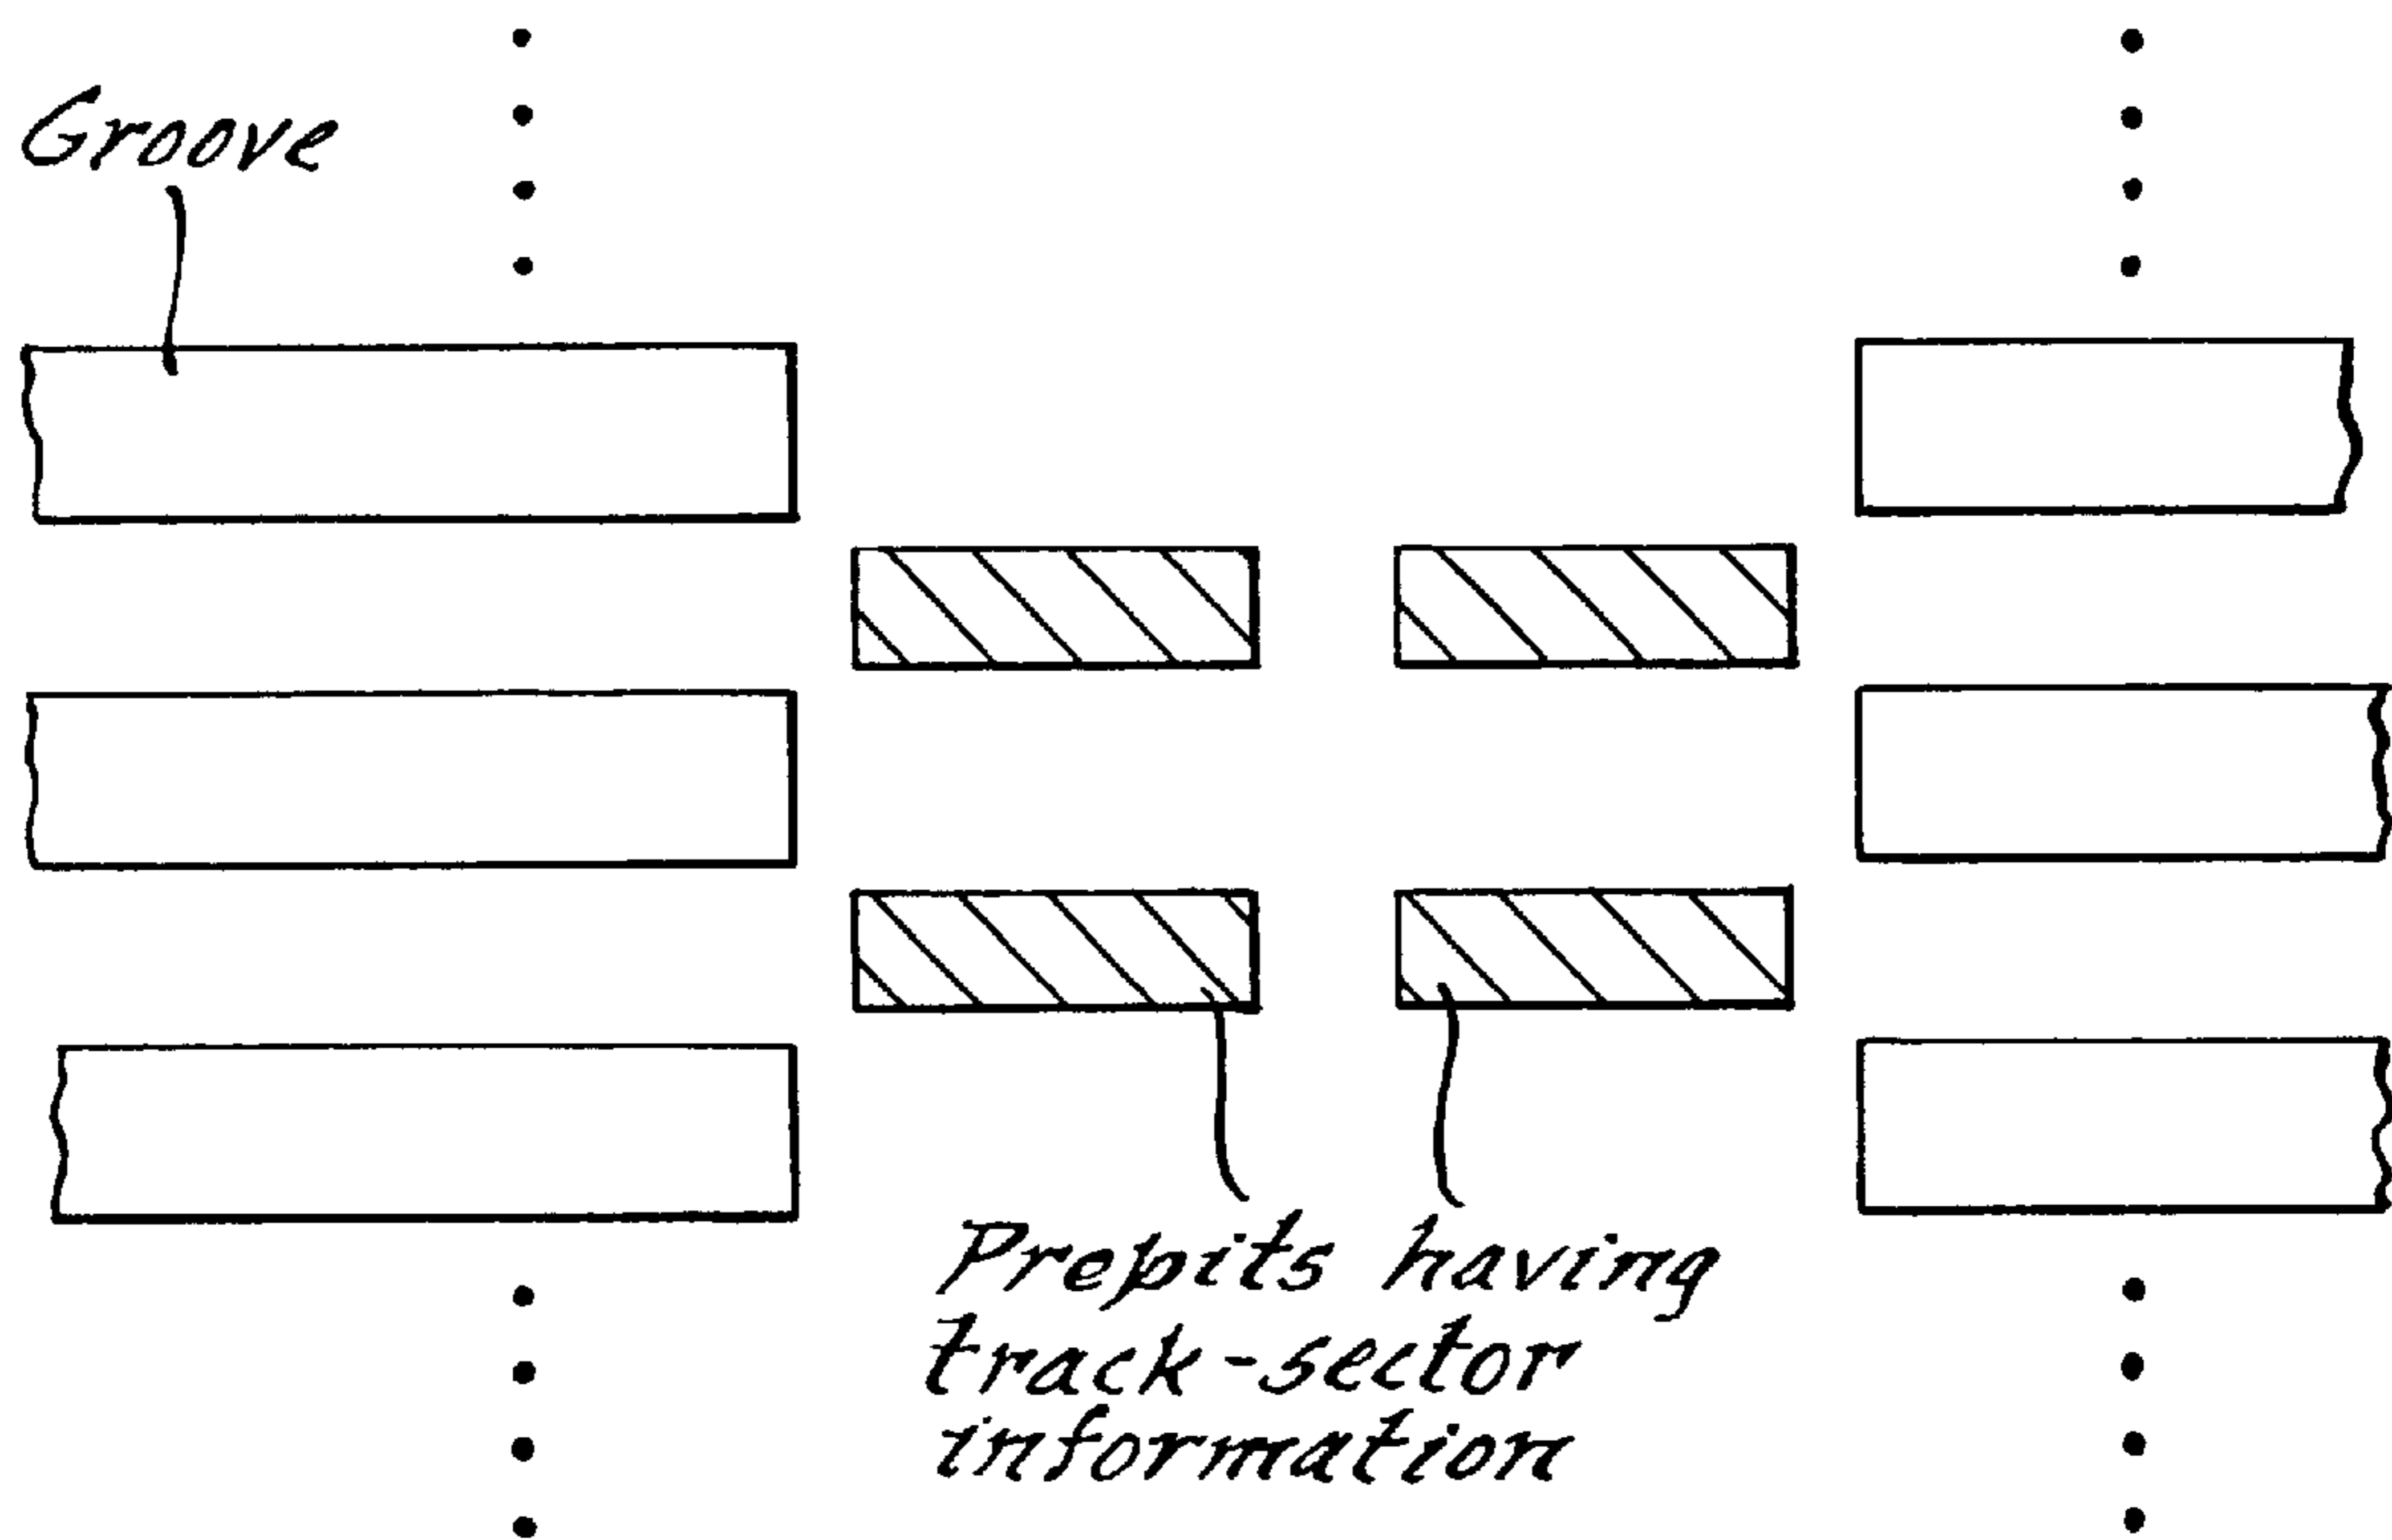 Groove
Prepits having
track-sector
information